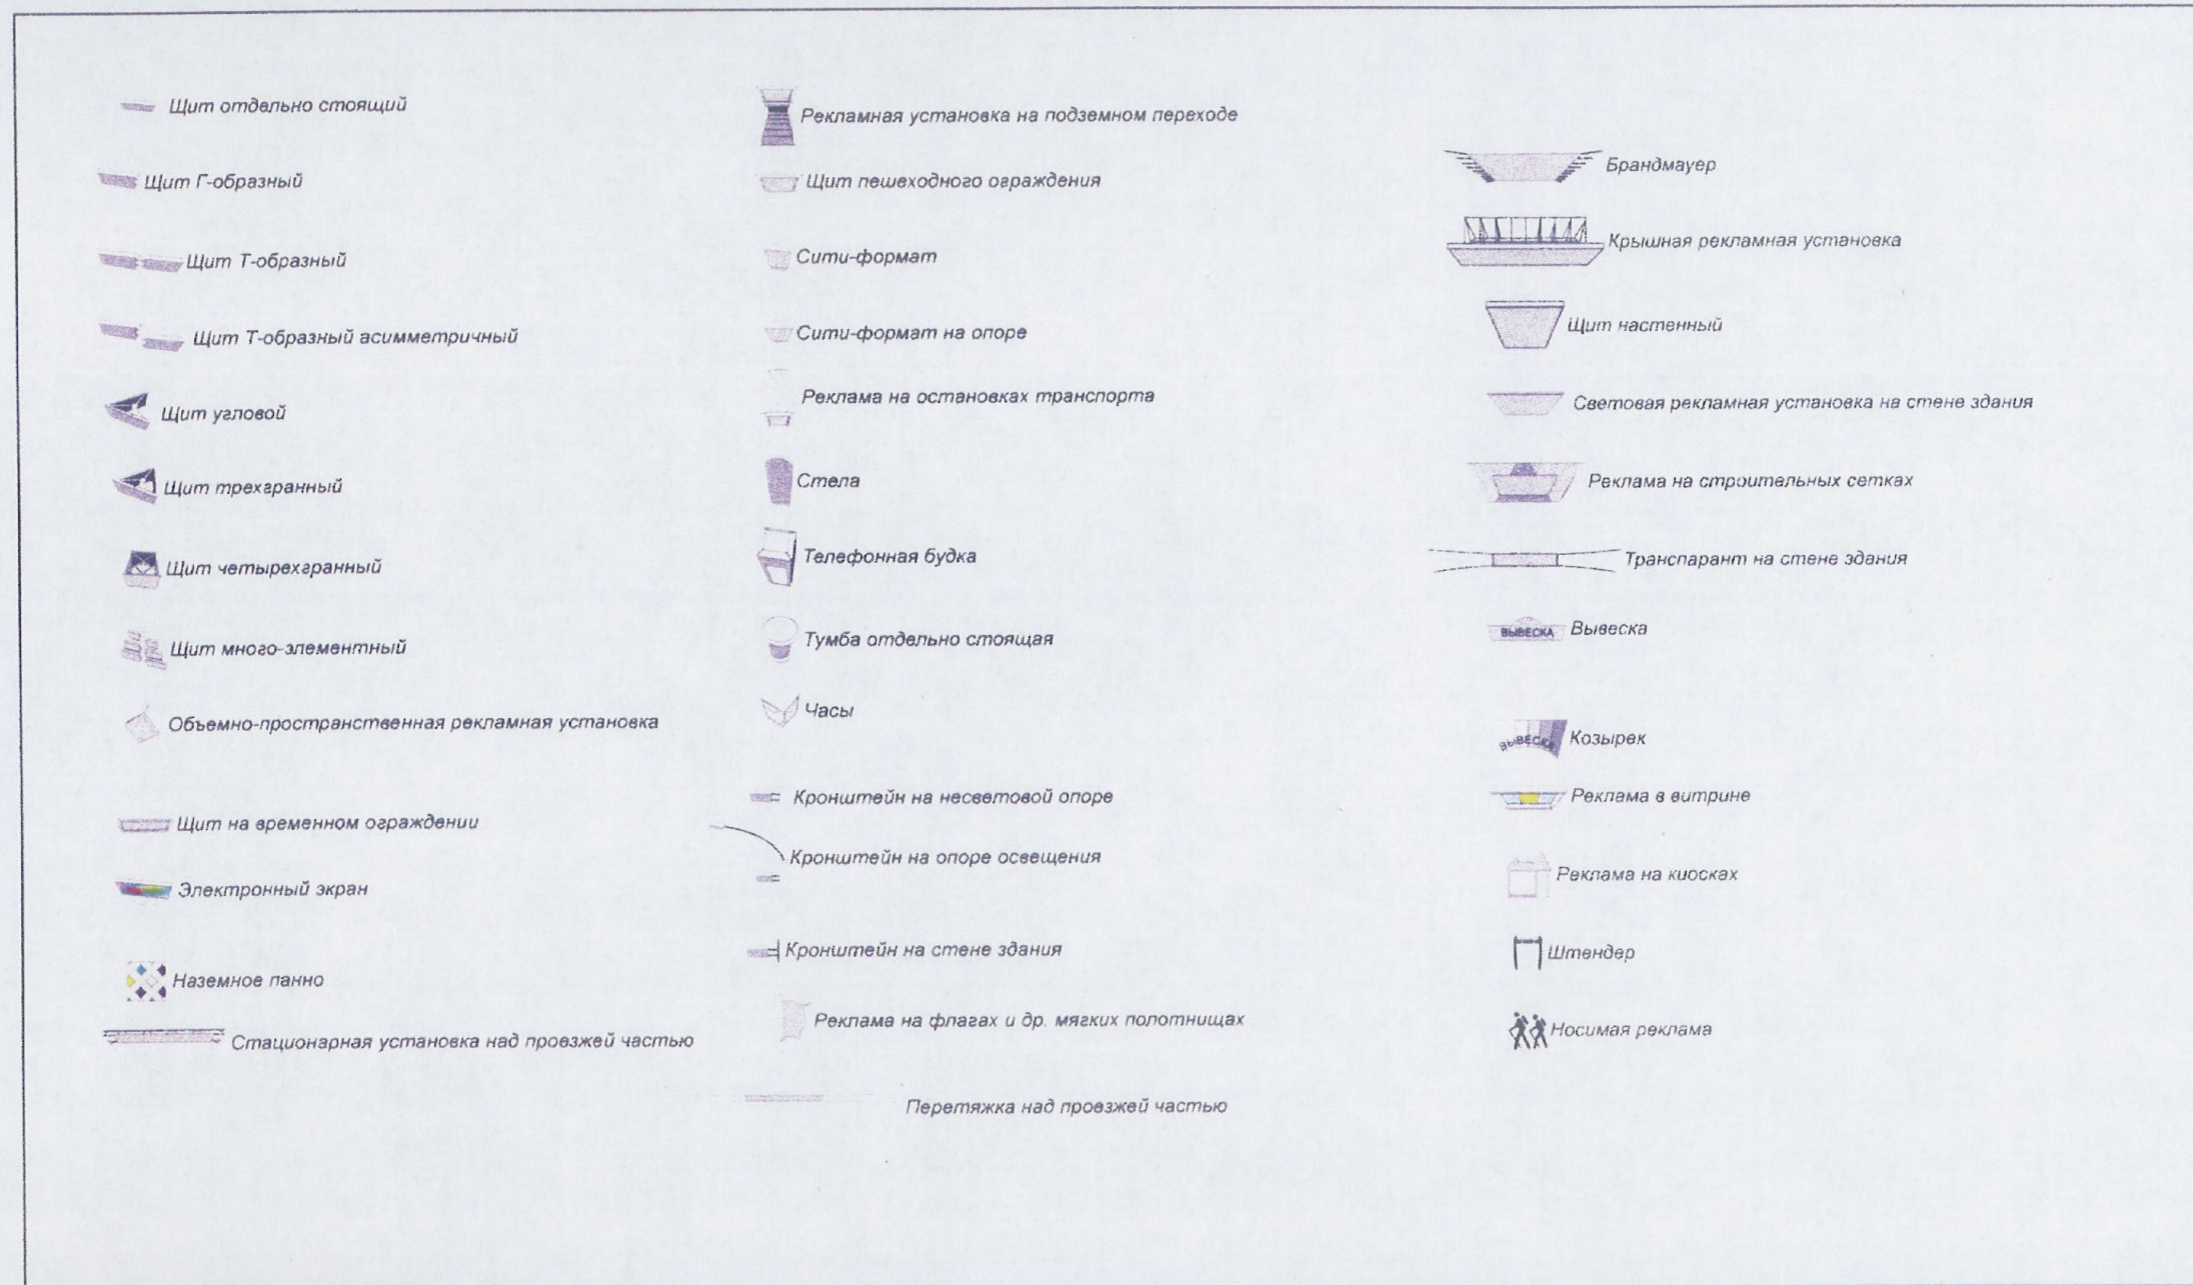 Щит отдельно стоящий
Щит Г-образный
Щит Т-образный
Щит Т-образный асимметричный
Щит угловой
Щит трехгранный
Щит четырехгранный
Щит много-элементный
Объемно-пространственная рекламная установка
Щит на временном ограждении
Электронный экран
Наземное панно
Стационарная установка над проезжей частью
Рекламная установка на подземном переходе
Щит пешеходного ограждения
Сити-формат
Сити-формат на опоре
Реклама на остановках транспорта
Стела
Телефонная будка
Тумба отдельно стоящая
Часы
Кронштейн на несветовой опоре
Кронштейн на опоре освещения
Кронштейн на стене здания
Реклама на флагах и др. мягких полотнищах
Перетяжка над проезжей частью
Брандмауер
Крышная рекламная установка
Щит настенный
Световая рекламная установка на стене здания
Реклама на строительных сетках
Транспарант на стене здания
ВЫВЕСКА Вывеска
ВЫВЕСКА Козырек
Реклама в витрине
Реклама на киосках
Штендер
Носимая реклама